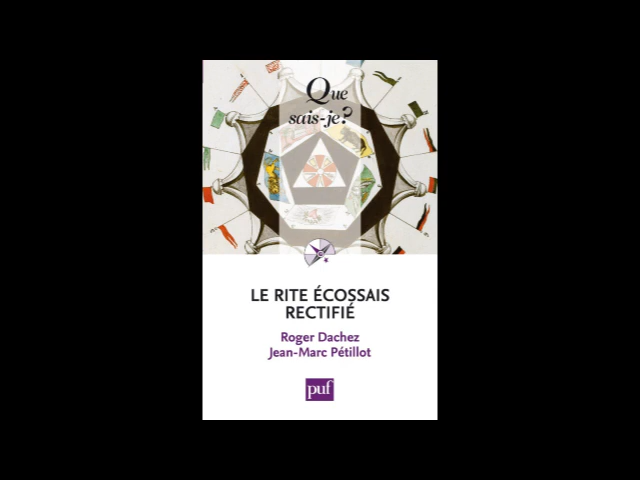 Que
sais-je?
LE RITE ÉCOSSAIS
RECTIFIÉ
Roger Dachez
Jean-Marc Pétillot
puf